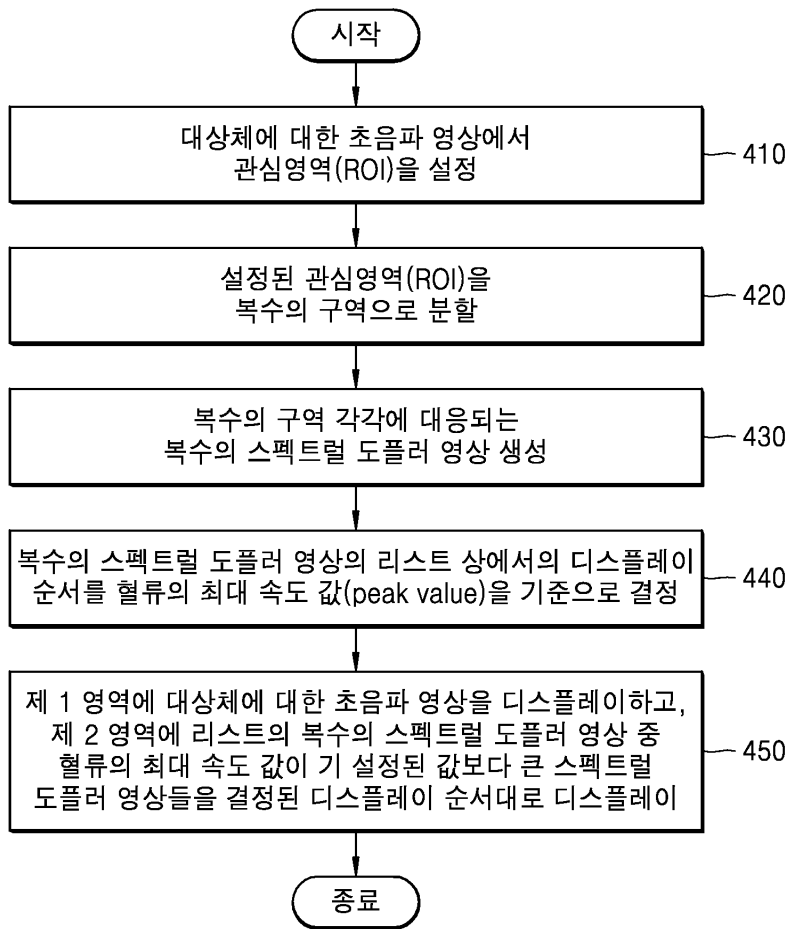 시작
대상체에 대한 초음파 영상에서
관심영역(ROI)을 설정
410
설정된 관심영역(ROI)을
복수의 구역으로 분할
420
복수의 구역 각각에 대응되는
복수의 스펙트럴 도플러 영상 생성
430
복수의 스펙트럴 도플러 영상의 리스트 상에서의 디스플레이
순서를 혈류의 최대 속도 값(peak value)을 기준으로 결정
440
제 1 영역에 대상체에 대한 초음파 영상을 디스플레이하고,
제 2 영역에 리스트의 복수의 스펙트럴 도플러 영상 중
혈류의 최대 속도 값이 기 설정된 값보다 큰 스펙트럴
도플러 영상들을 결정된 디스플레이 순서대로 디스플레이
450
종료